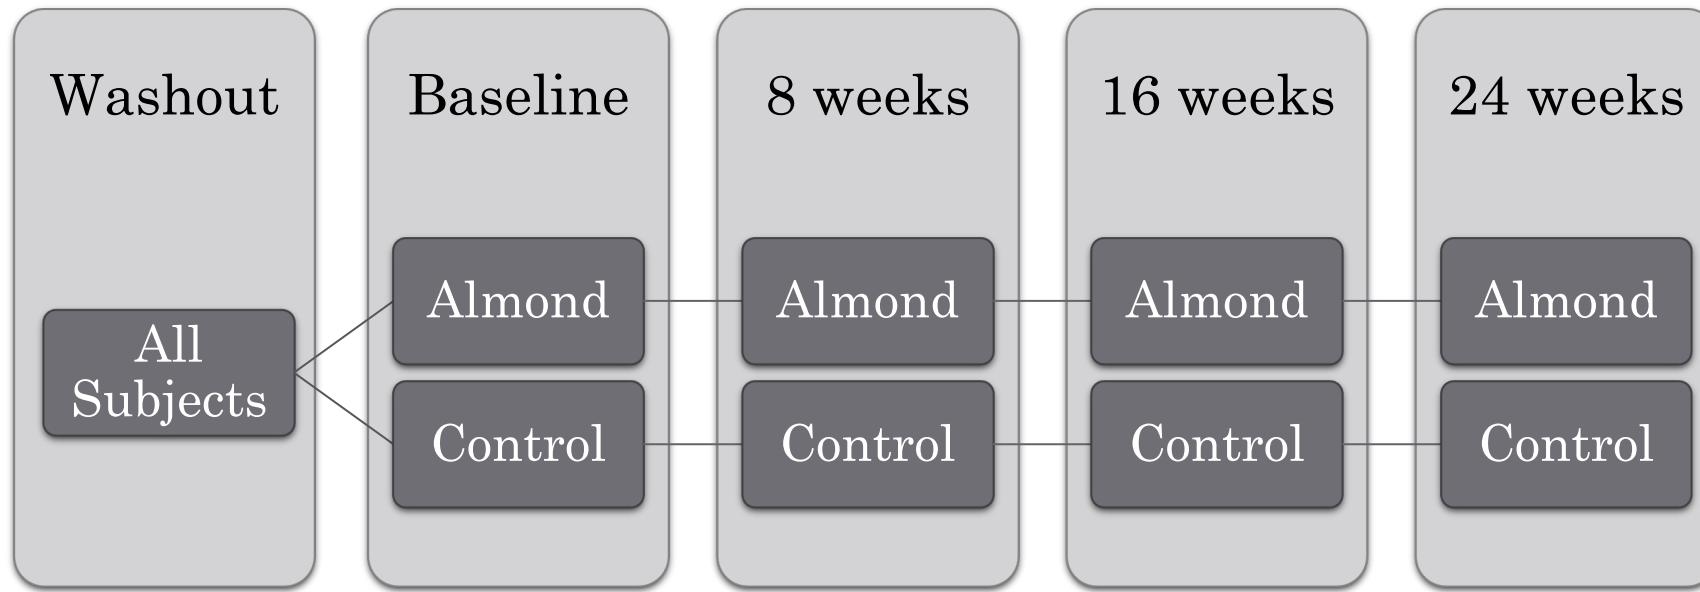 Washout
Baseline
8 weeks
16 weeks
24 weeks
All
Subjects
Almond
Almond
Almond
Almond
Control
Control
Control
Control